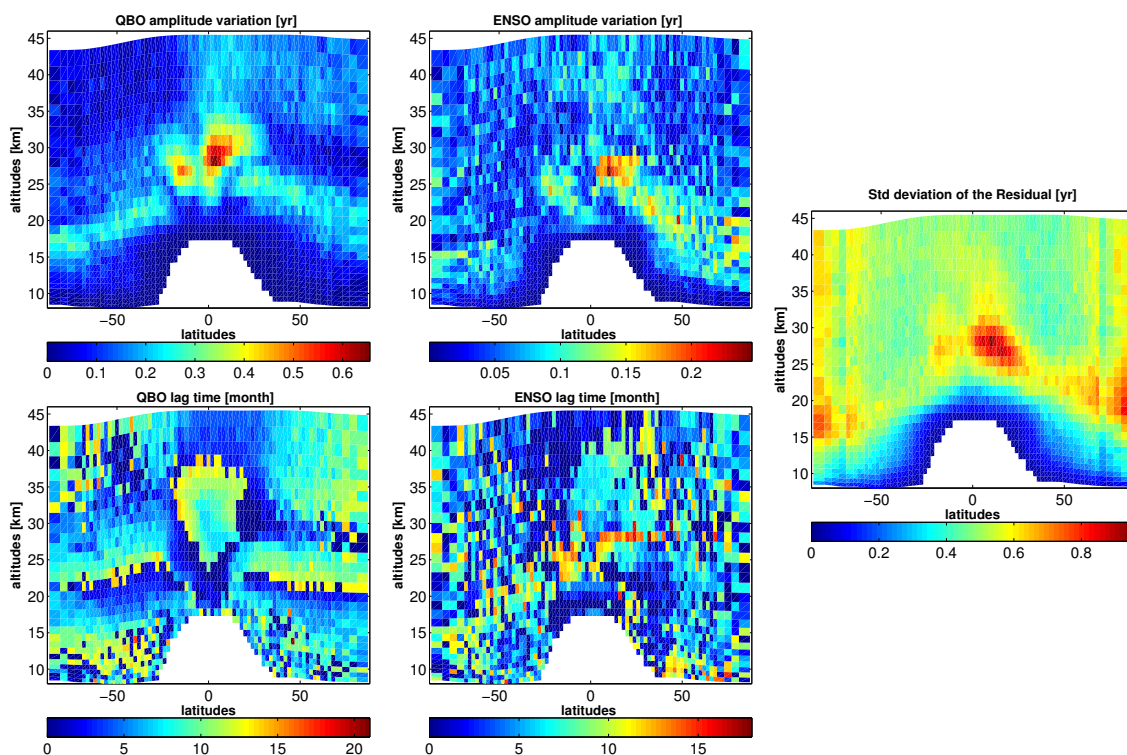 QBO amplitude variation [yr]
45
40
35
30
25
20
15
10
altitudes [km]
−50 0 50
latitudes
0 0.1 0.2 0.3 0.4 0.5 0.6
ENSO amplitude variation [yr]
45
40
35
30
25
20
15
10
altitudes [km]
−50 0 50
latitudes
0.05 0.1 0.15 0.2
QBO lag time [month]
45
40
35
30
25
20
15
10
altitudes [km]
−50 0 50
latitudes
0 5 10 15 20
ENSO lag time [month]
45
40
35
30
25
20
15
10
altitudes [km]
−50 0 50
latitudes
0 5 10 15
Std deviation of the Residual [yr]
45
40
35
30
25
20
15
10
altitudes [km]
−50 0 50
latitudes
0 0.2 0.4 0.6 0.8